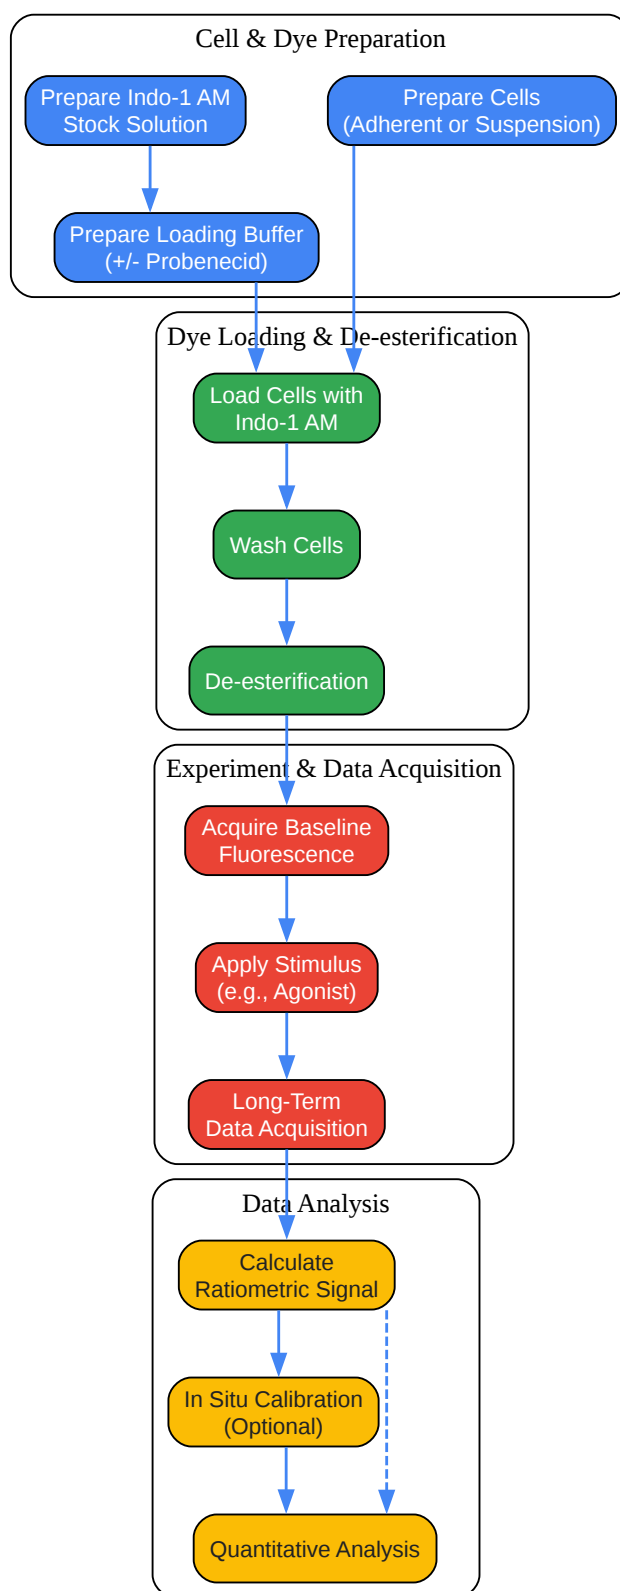 Cell & Dye Preparation
Prepare Indo-1 AM
Stock Solution
Prepare Cells
(Adherent or Suspension)
Prepare Loading Buffer
(+/- Probenecid)
Dye Loading & De-esterification
Load Cells with
Indo-1 AM
Wash Cells
De-esterification
Experiment & Data Acquisition
Acquire Baseline
Fluorescence
Apply Stimulus
(e.g., Agonist)
Long-Term
Data Acquisition
Data Analysis
Calculate
Ratiometric Signal
In Situ Calibration
(Optional)
Quantitative Analysis